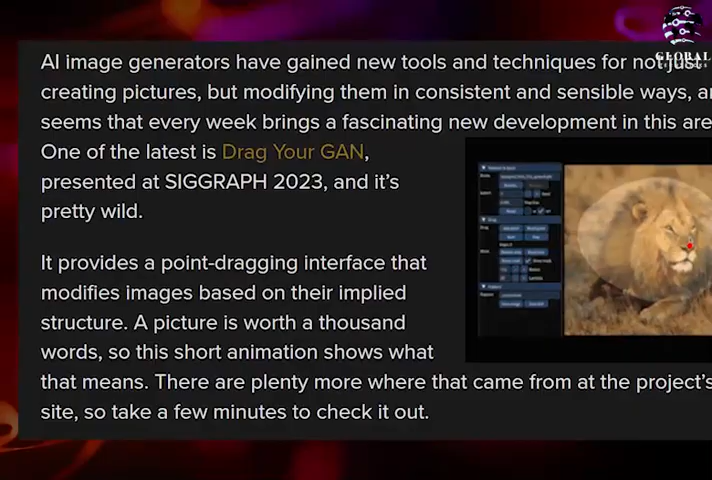 GLOBAL
AI image generators have gained new tools and techniques for not just
creating pictures, but modifying them in consistent and sensible ways, an
seems that every week brings a fascinating new development in this are
One of the latest is Drag Your GAN,
presented at SIGGRAPH 2023, and it's
pretty wild.
It provides a point-dragging interface that
modifies images based on their implied
structure. A picture is worth a thousand
words, so this short animation shows what
that means. There are plenty more where that came from at the project's
site, so take a few minutes to check it out.